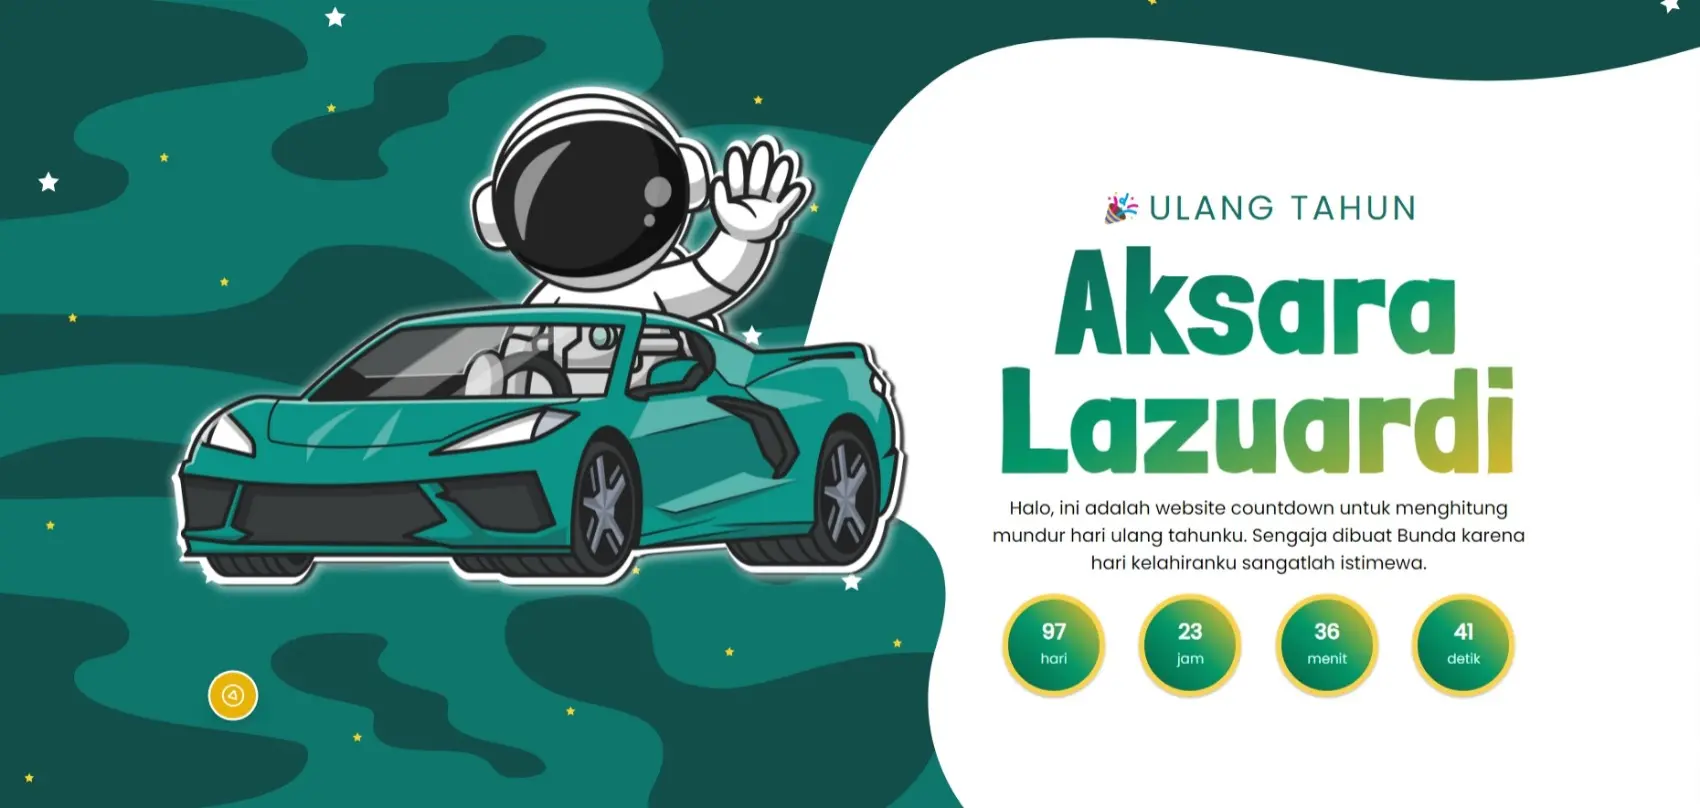 🎉 ULANG TAHUN
Aksara
Lazuardi
Halo, ini adalah website countdown untuk menghitung
mundur hari ulang tahunku. Sengaja dibuat Bunda karena
hari kelahiranku sangatlah istimewa.
97 23 36 41
hari jam menit detik